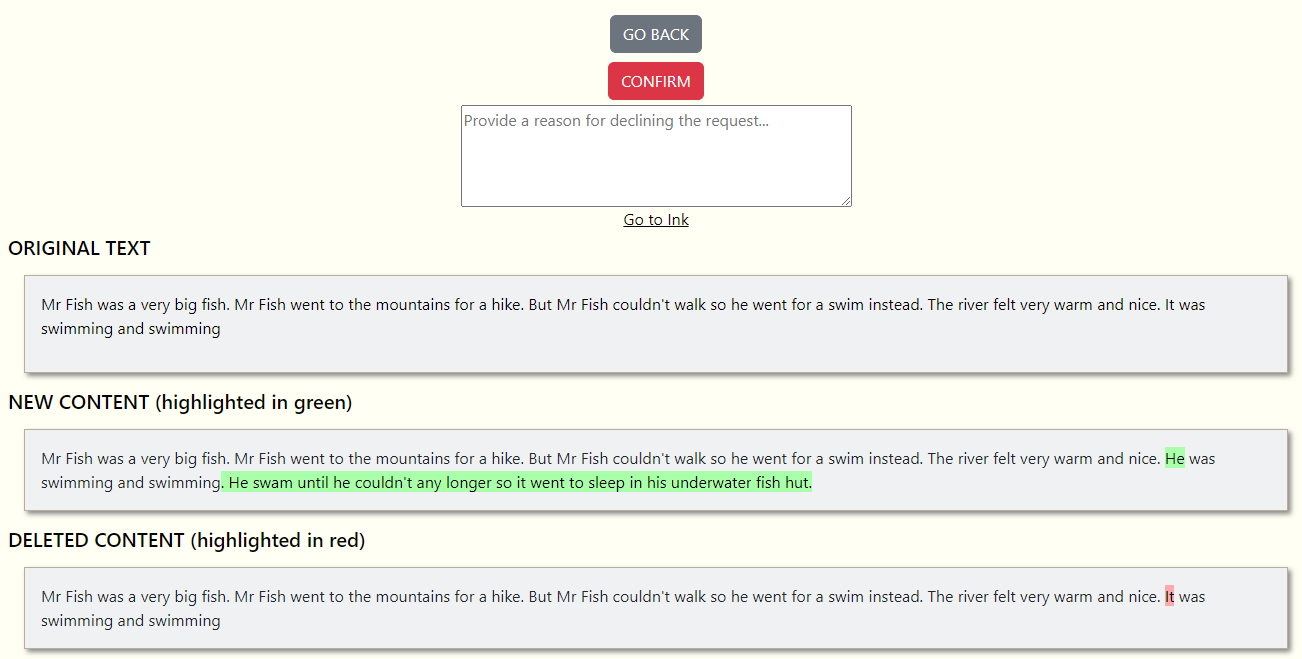 GO BACK
CONFIRM
Provide a reason for declining the request...
Go to Ink
ORIGINAL TEXT
Mr Fish was a very big fish. Mr Fish went to the mountains for a hike. But Mr Fish couldn't walk so he went for a swim instead. The river felt very warm and nice. It was
swimming and swimming
NEW CONTENT (highlighted in green)
Mr Fish was a very big fish. Mr Fish went to the mountains for a hike. But Mr Fish couldn't walk so he went for a swim instead. The river felt very warm and nice. He was
swimming and swimming. He swam until he couldn't any longer so it went to sleep in his underwater fish hut.
DELETED CONTENT (highlighted in red)
Mr Fish was a very big fish. Mr Fish went to the mountains for a hike. But Mr Fish couldn't walk so he went for a swim instead. The river felt very warm and nice. It was
swimming and swimming